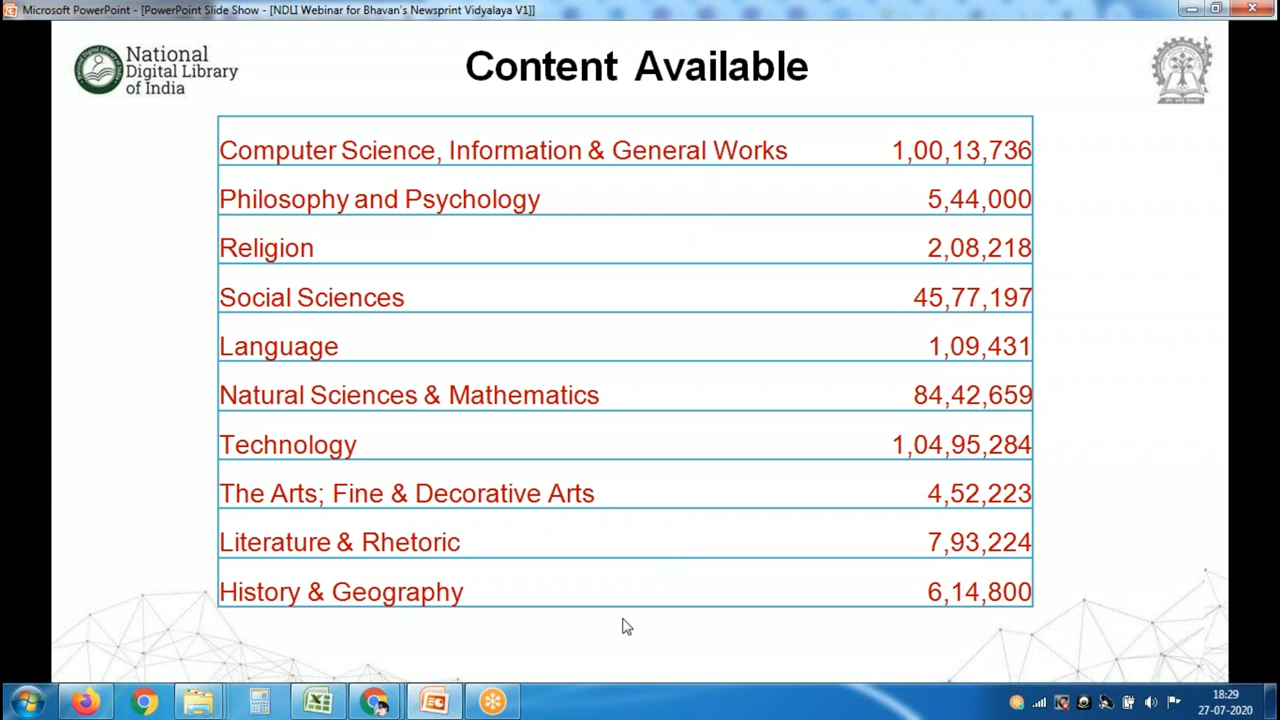 Microsoft PowerPoint - [PowerPoint Slide Show - [NDLI Webinar for Bhavan's Newsprint Vidyalaya V1]]
National
Digital Library
of India
Content Available
Computer Science, Information & General Works 1,00,13,736
Philosophy and Psychology 5,44,000
Religion 2,08,218
Social Sciences 45,77,197
Language 1,09,431
Natural Sciences & Mathematics 84,42,659
Technology 1,04,95,284
The Arts; Fine & Decorative Arts 4,52,223
Literature & Rhetoric 7,93,224
History & Geography 6,14,800
18:29
27-07-2020